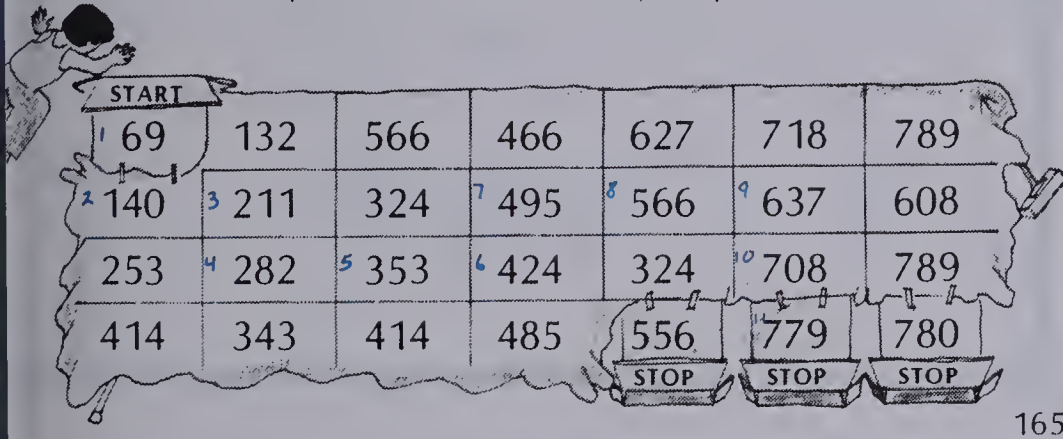 START
1 69 132 566 466 627 718 789
2 140 3 211 324 7 495 8 566 9 637 608
253 4 282 5 353 6 424 324 10 708 789
414 343 414 485 556 11 779 780
STOP STOP STOP
165